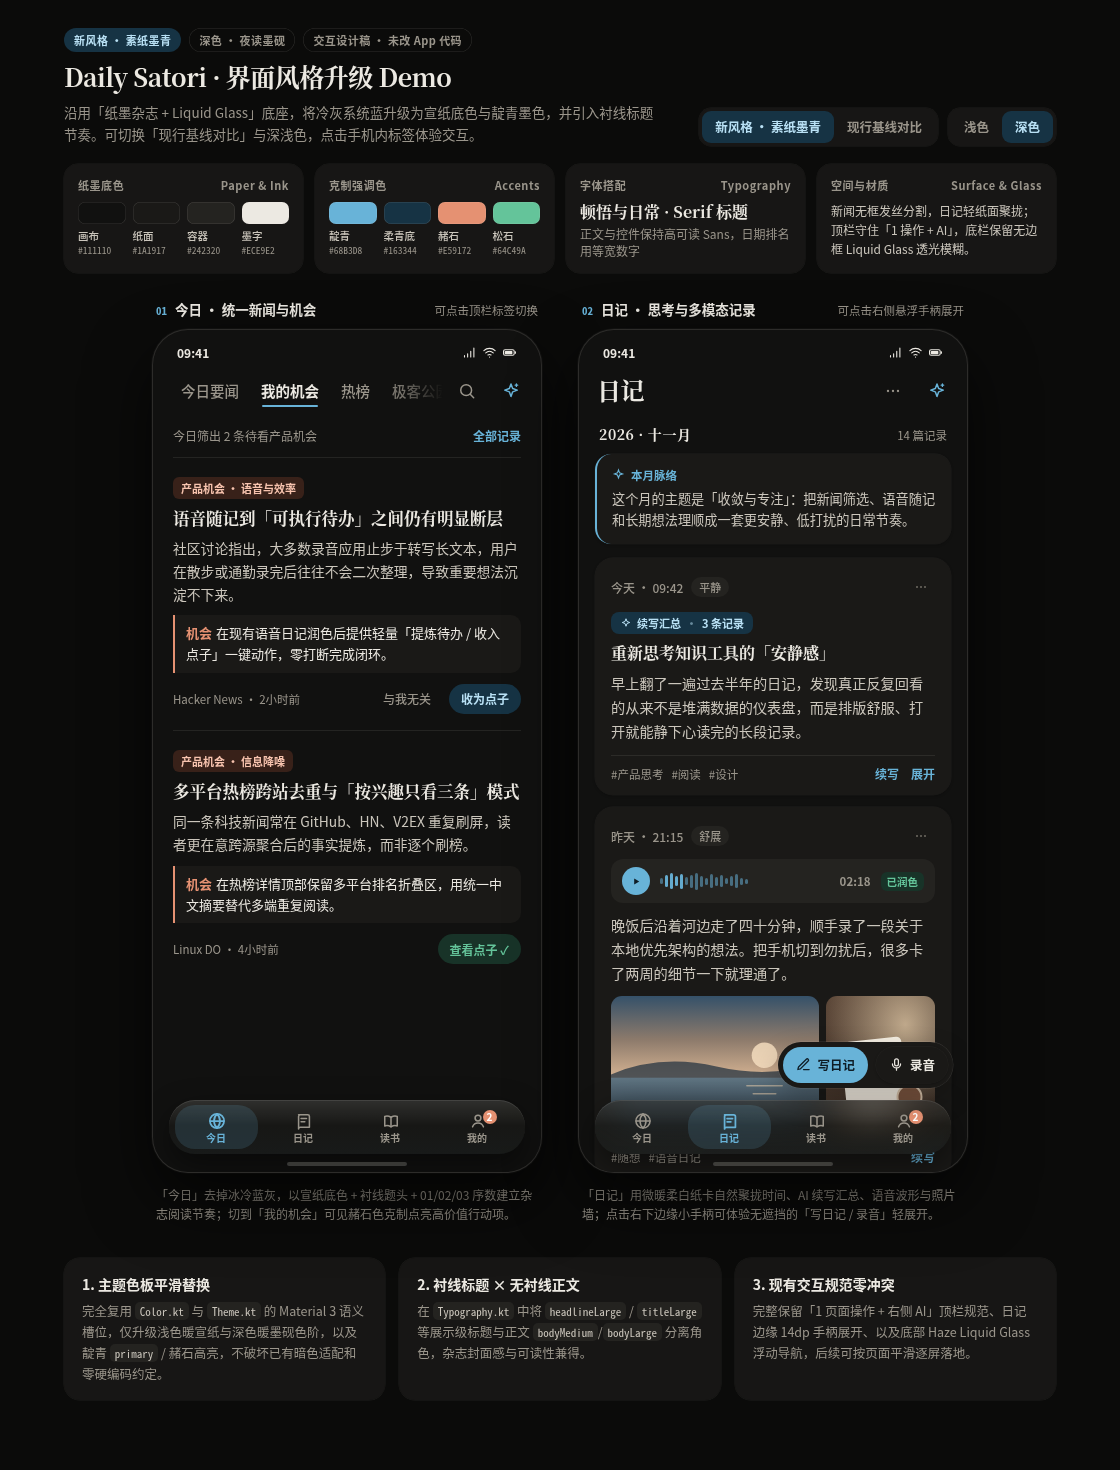 新风格 · 素纸墨青
深色 · 夜读墨砚
交互设计稿 · 未改 App 代码
Daily Satori · 界面风格升级 Demo
沿用「纸墨杂志 + Liquid Glass」底座，将冷灰系统蓝升级为宣纸底色与靛青墨色，并引入衬线标题
节奏。可切换「现行基线对比」与深浅色，点击手机内标签体验交互。
新风格 · 素纸墨青
现行基线对比
浅色
深色
纸墨底色
Paper & Ink
画布
纸面
容器
墨字
#111110
#1A1917
#242320
#ECE9E2
克制强调色
Accents
靛青
柔青底
赭石
松石
#68B3D8
#163344
#E59172
#64C49A
字体搭配
Typography
顿悟与日常 · Serif 标题
正文与控件保持高可读 Sans，日期排名
用等宽数字
空间与材质
Surface & Glass
新闻无框发丝分割，日记轻纸面聚拢；
顶栏守住「1 操作 + AI」，底栏保留无边
框 Liquid Glass 透光模糊。
01 今日 · 统一新闻与机会
可点击顶栏标签切换
09:41
今日要闻
我的机会
热榜
极客公
今日筛出 2 条待看产品机会
全部记录
产品机会 · 语音与效率
语音随记到「可执行待办」之间仍有明显断层
社区讨论指出，大多数录音应用止步于转写长文本，用户
在散步或通勤录完后往往不会二次整理，导致重要想法沉
淀不下来。
机会 在现有语音日记润色后提供轻量「提炼待办 / 收入
点子」一键动作，零打断完成闭环。
Hacker News · 2小时前
与我无关
收为点子
产品机会 · 信息降噪
多平台热榜跨站去重与「按兴趣只看三条」模式
同一条科技新闻常在 GitHub、HN、V2EX 重复刷屏，读
者更在意跨源聚合后的事实提炼，而非逐个刷榜。
机会 在热榜详情顶部保留多平台排名折叠区，用统一中
文摘要替代多端重复阅读。
Linux DO · 4小时前
查看点子 ✓
今日
日记
读书
我的
2
「今日」去掉冰冷蓝灰，以宣纸底色 + 衬线题头 + 01/02/03 序数建立杂
志阅读节奏；切到「我的机会」可见赭石色克制点亮高价值行动项。
02 日记 · 思考与多模态记录
可点击右侧悬浮手柄展开
09:41
日记
2026 · 十一月
14 篇记录
本月脉络
这个月的主题是「收敛与专注」：把新闻筛选、语音随记
和长期想法理顺成一套更安静、低打扰的日常节奏。
今天 · 09:42
平静
续写汇总 · 3 条记录
重新思考知识工具的「安静感」
早上翻了一遍过去半年的日记，发现真正反复回看
的从来不是堆满数据的仪表盘，而是排版舒服、打
开就能静下心读完的长段记录。
#产品思考 #阅读 #设计
续写
展开
昨天 · 21:15
舒展
02:18
已润色
晚饭后沿着河边走了四十分钟，顺手录了一段关于
本地优先架构的想法。把手机切到勿扰后，很多卡
了两周的细节一下就理通了。
写日记
录音
今日
日记
读书
我的
2
#随想 #语音日记
续写
「日记」用微暖柔白纸卡自然聚拢时间、AI 续写汇总、语音波形与照片
墙；点击右下边缘小手柄可体验无遮挡的「写日记 / 录音」轻展开。
1. 主题色板平滑替换
完全复用 Color.kt 与 Theme.kt 的 Material 3 语义
槽位，仅升级浅色暖宣纸与深色暖墨砚色阶，以及
靛青 primary / 赭石高亮，不破坏已有暗色适配和
零硬编码约定。
2. 衬线标题 × 无衬线正文
在 Typography.kt 中将 headlineLarge / titleLarge
等展示级标题与正文 bodyMedium / bodyLarge 分离角
色，杂志封面感与可读性兼得。
3. 现有交互规范零冲突
完整保留「1 页面操作 + 右侧 AI」顶栏规范、日记
边缘 14dp 手柄展开、以及底部 Haze Liquid Glass
浮动导航，后续可按页面平滑逐屏落地。